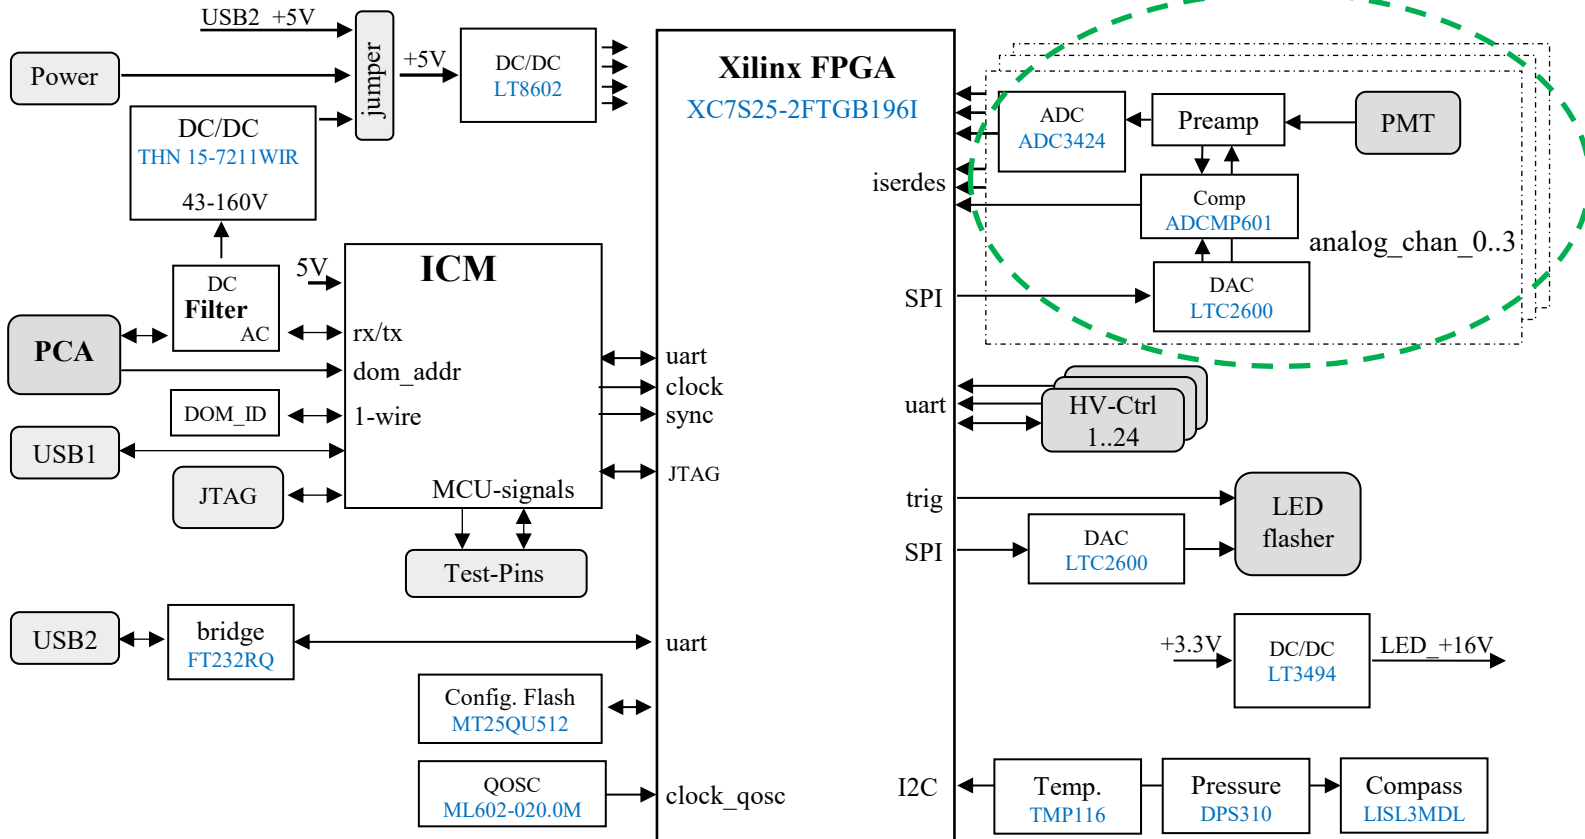 USB2_+5V
Power
jumper
+5V
DC/DC
LT8602
DC/DC
THN 15-7211WIR
43-160V
DC
Filter
AC
PCA
5V
ICM
rx/tx
dom_addr
1-wire
MCU-signals
DOM_ID
USB1
JTAG
Test-Pins
USB2
bridge
FT232RQ
Config. Flash
MT25QU512
QOSC
ML602-020.0M
Xilinx FPGA
XC7S25-2FTGB196I
iserdes
SPI
uart
clock
sync
JTAG
uart
trig
SPI
uart
clock_qosc
I2C
ADC
ADC3424
Preamp
PMT
Comp
ADCMP601
analog_chan_0..3
DAC
LTC2600
HV-Ctrl
1..24
LED
flasher
DAC
LTC2600
+3.3V
DC/DC
LT3494
LED_+16V
Temp.
TMP116
Pressure
DPS310
Compass
LISL3MDL